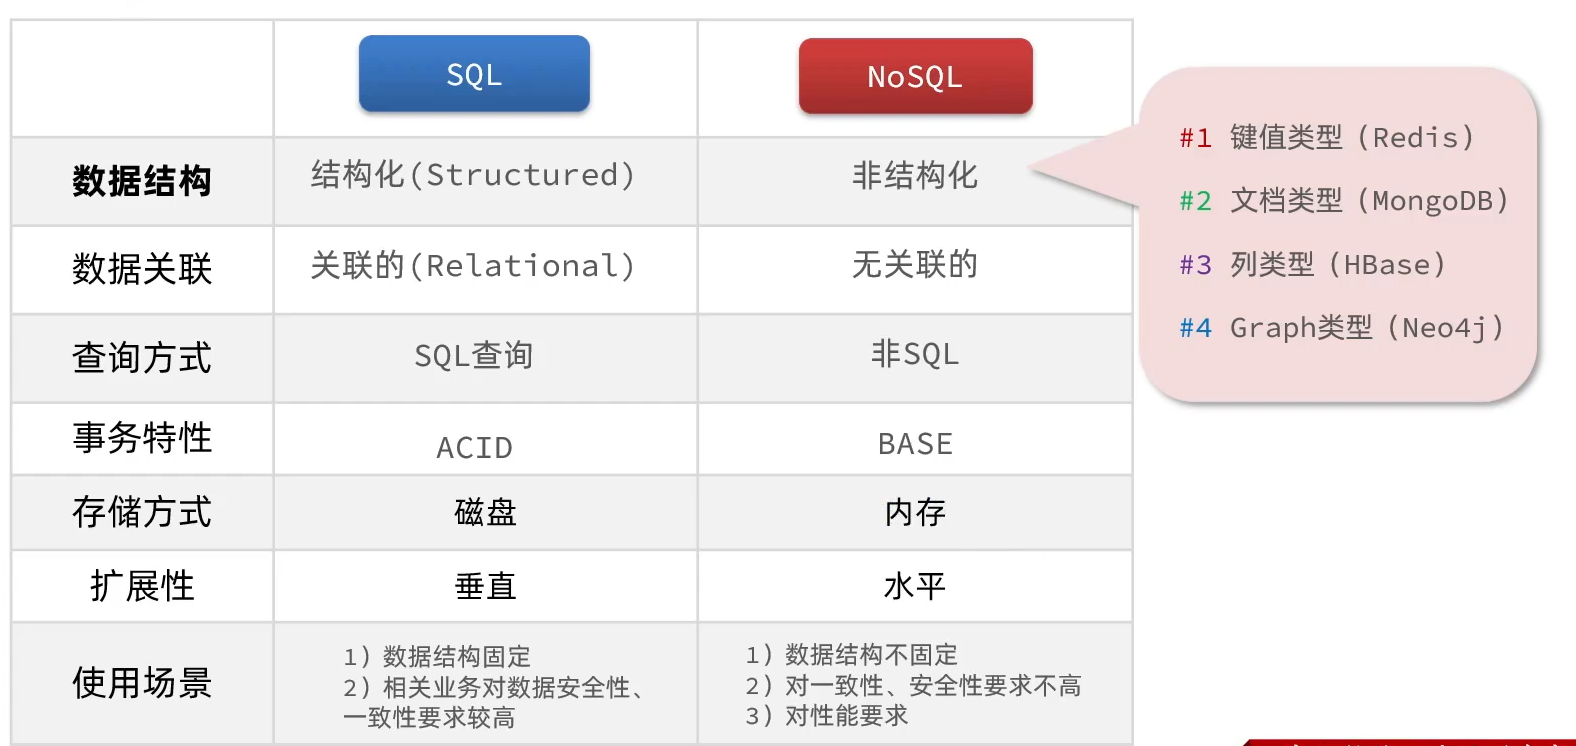 SQL
NoSQL
数据结构
结构化(Structured)
非结构化
数据关联
关联的(Relational)
无关联的
查询方式
SQL查询
非SQL
事务特性
ACID
BASE
存储方式
磁盘
内存
扩展性
垂直
水平
使用场景
1）数据结构固定
2）相关业务对数据安全性、
一致性要求较高
1）数据结构不固定
2）对一致性、安全性要求不高
3）对性能要求
#1 键值类型（Redis）
#2 文档类型（MongoDB）
#3 列类型（HBase）
#4 Graph类型（Neo4j）